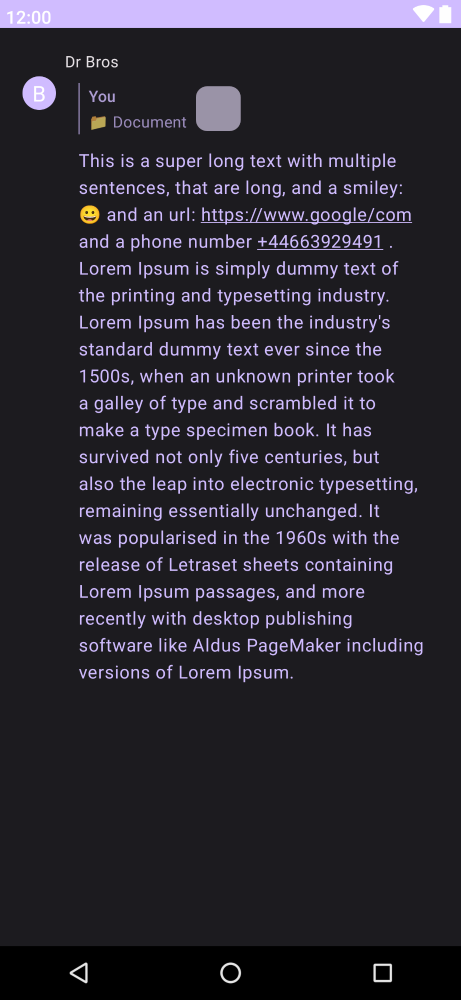 12:00
Dr Bros
B
You
📁 Document
This is a super long text with multiple
sentences, that are long, and a smiley:
😀 and an url: https://www.google/com
and a phone number +44663929491 .
Lorem Ipsum is simply dummy text of
the printing and typesetting industry.
Lorem Ipsum has been the industry's
standard dummy text ever since the
1500s, when an unknown printer took
a galley of type and scrambled it to
make a type specimen book. It has
survived not only five centuries, but
also the leap into electronic typesetting,
remaining essentially unchanged. It
was popularised in the 1960s with the
release of Letraset sheets containing
Lorem Ipsum passages, and more
recently with desktop publishing
software like Aldus PageMaker including
versions of Lorem Ipsum.